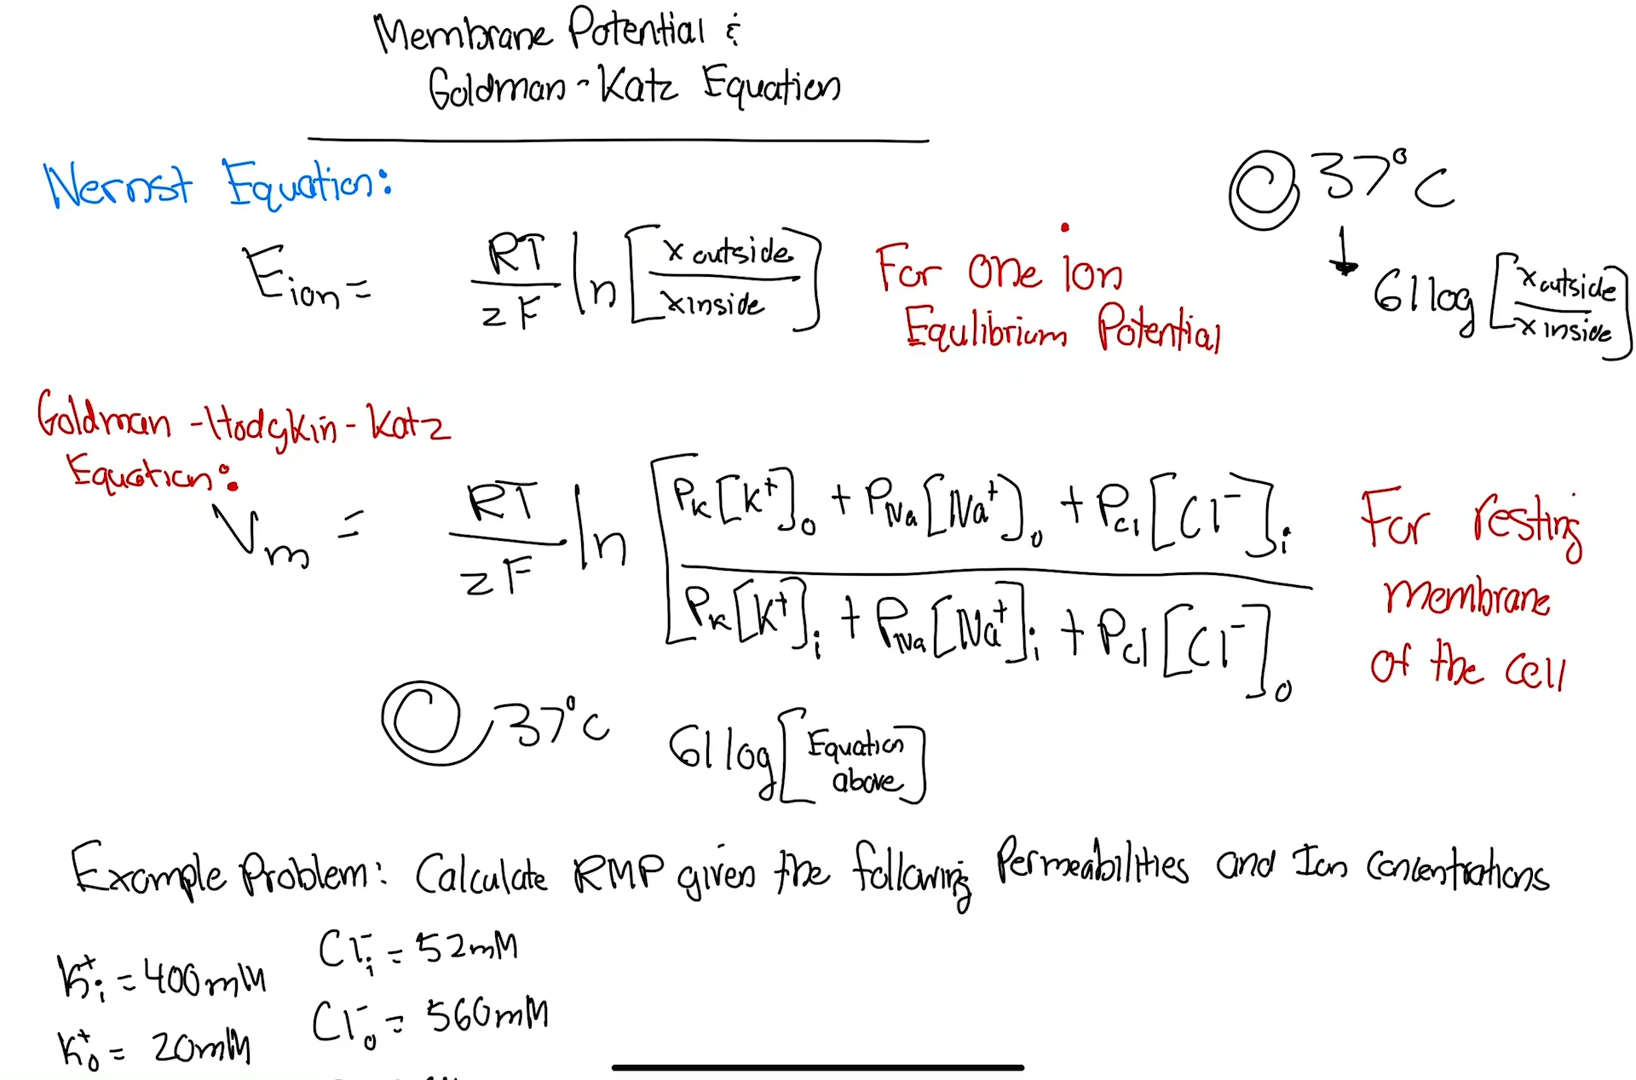 Membrane Potential &
Goldman-Katz Equation
Nernst Equation:
@ 37°C
E ion = RT/zF ln [x outside / x inside]
For one ion
Equlibrium Potential
61 log [x outside / x inside]
Goldman-Hodgkin-Katz
Equation:
Vm = RT/zF ln [PK[K+]o + PNa[Na+]o + PCl[Cl-]i / PK[K+]i + PNa[Na+]i + PCl[Cl-]o]
For resting
membrane
of the cell
@ 37°C 61 log [Equation above]
Example Problem: Calculate RMP given the following Permeabilities and Ion Concentrations
K+i = 400mM
Cl-i = 52mM
K+o = 20mM
Cl-o = 560mM